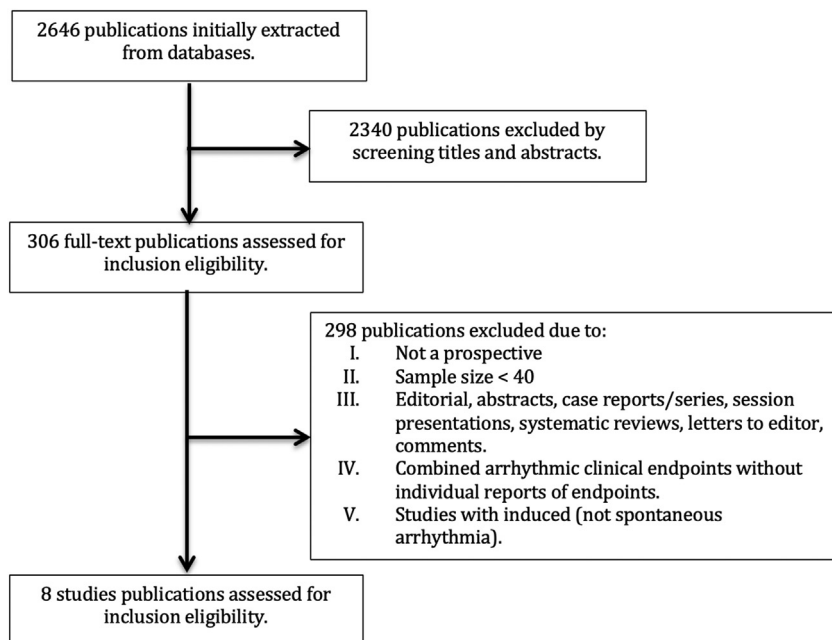 2646 publications initially extracted
from databases.
2340 publications excluded by
screening titles and abstracts.
306 full-text publications assessed for
inclusion eligibility.
298 publications excluded due to:
I. Not a prospective
II. Sample size < 40
III. Editorial, abstracts, case reports/series, session
presentations, systematic reviews, letters to editor,
comments.
IV. Combined arrhythmic clinical endpoints without
individual reports of endpoints.
V. Studies with induced (not spontaneous
arrhythmia).
8 studies publications assessed for
inclusion eligibility.